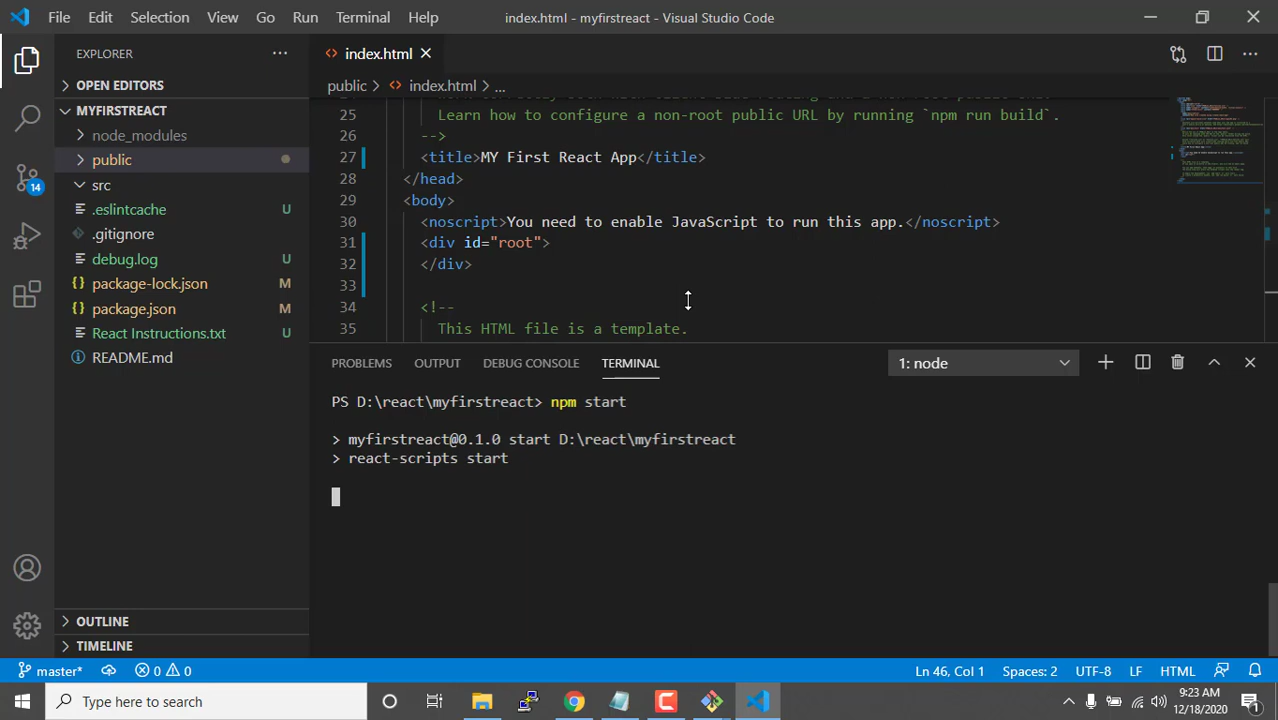 File Edit Selection View Go Run Terminal Help index.html - myfirstreact - Visual Studio Code
EXPLORER
index.html
OPEN EDITORS
public > index.html > ...
MYFIRSTREACT
node_modules
public
src
.eslintcache U
.gitignore
debug.log U
package-lock.json M
package.json M
React Instructions.txt U
README.md
OUTLINE
TIMELINE
25 Learn how to configure a non-root public URL by running `npm run build`.
26 -->
27 <title>MY First React App</title>
28 </head>
29 <body>
30 <noscript>You need to enable JavaScript to run this app.</noscript>
31 <div id="root">
32 </div>
33
34 <!--
35 This HTML file is a template.
PROBLEMS OUTPUT DEBUG CONSOLE TERMINAL 1: node
PS D:\react\myfirstreact> npm start
> myfirstreact@0.1.0 start D:\react\myfirstreact
> react-scripts start
14
master* 0 0 Ln 46, Col 1 Spaces: 2 UTF-8 LF HTML
Type here to search
9:23 AM
12/18/2020
1